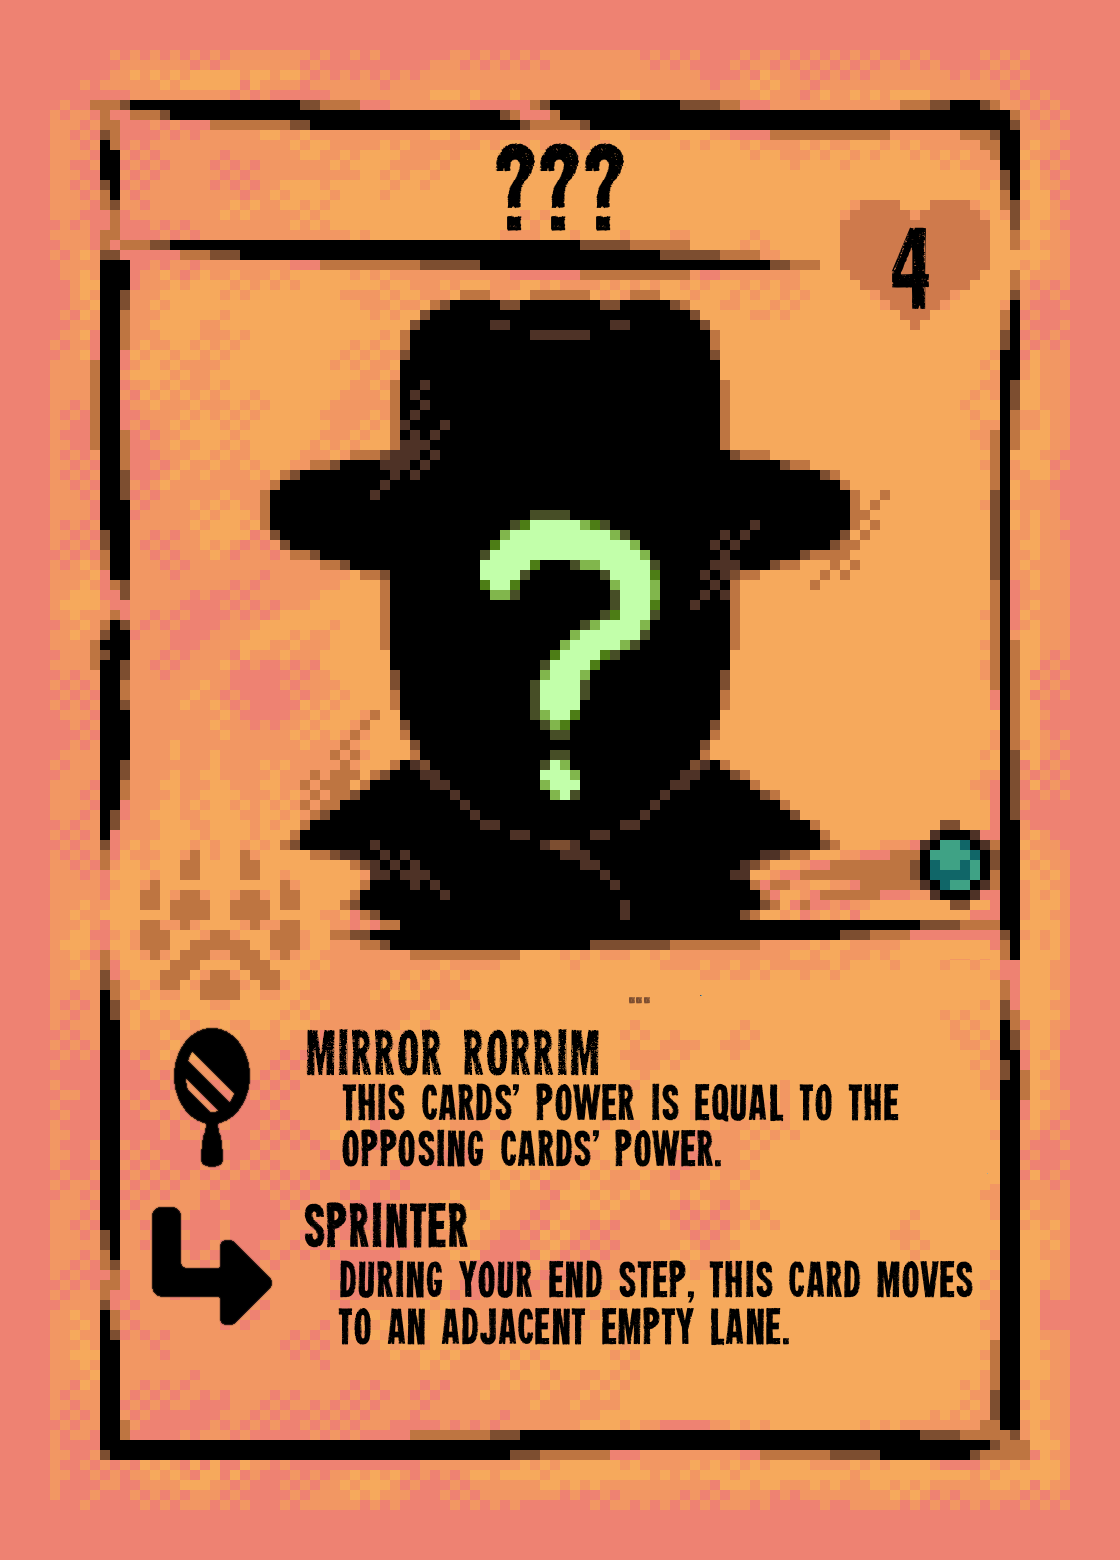 ???
4
?
...
MIRROR RORRIM
THIS CARDS' POWER IS EQUAL TO THE
OPPOSING CARDS' POWER.
SPRINTER
DURING YOUR END STEP, THIS CARD MOVES
TO AN ADJACENT EMPTY LANE.